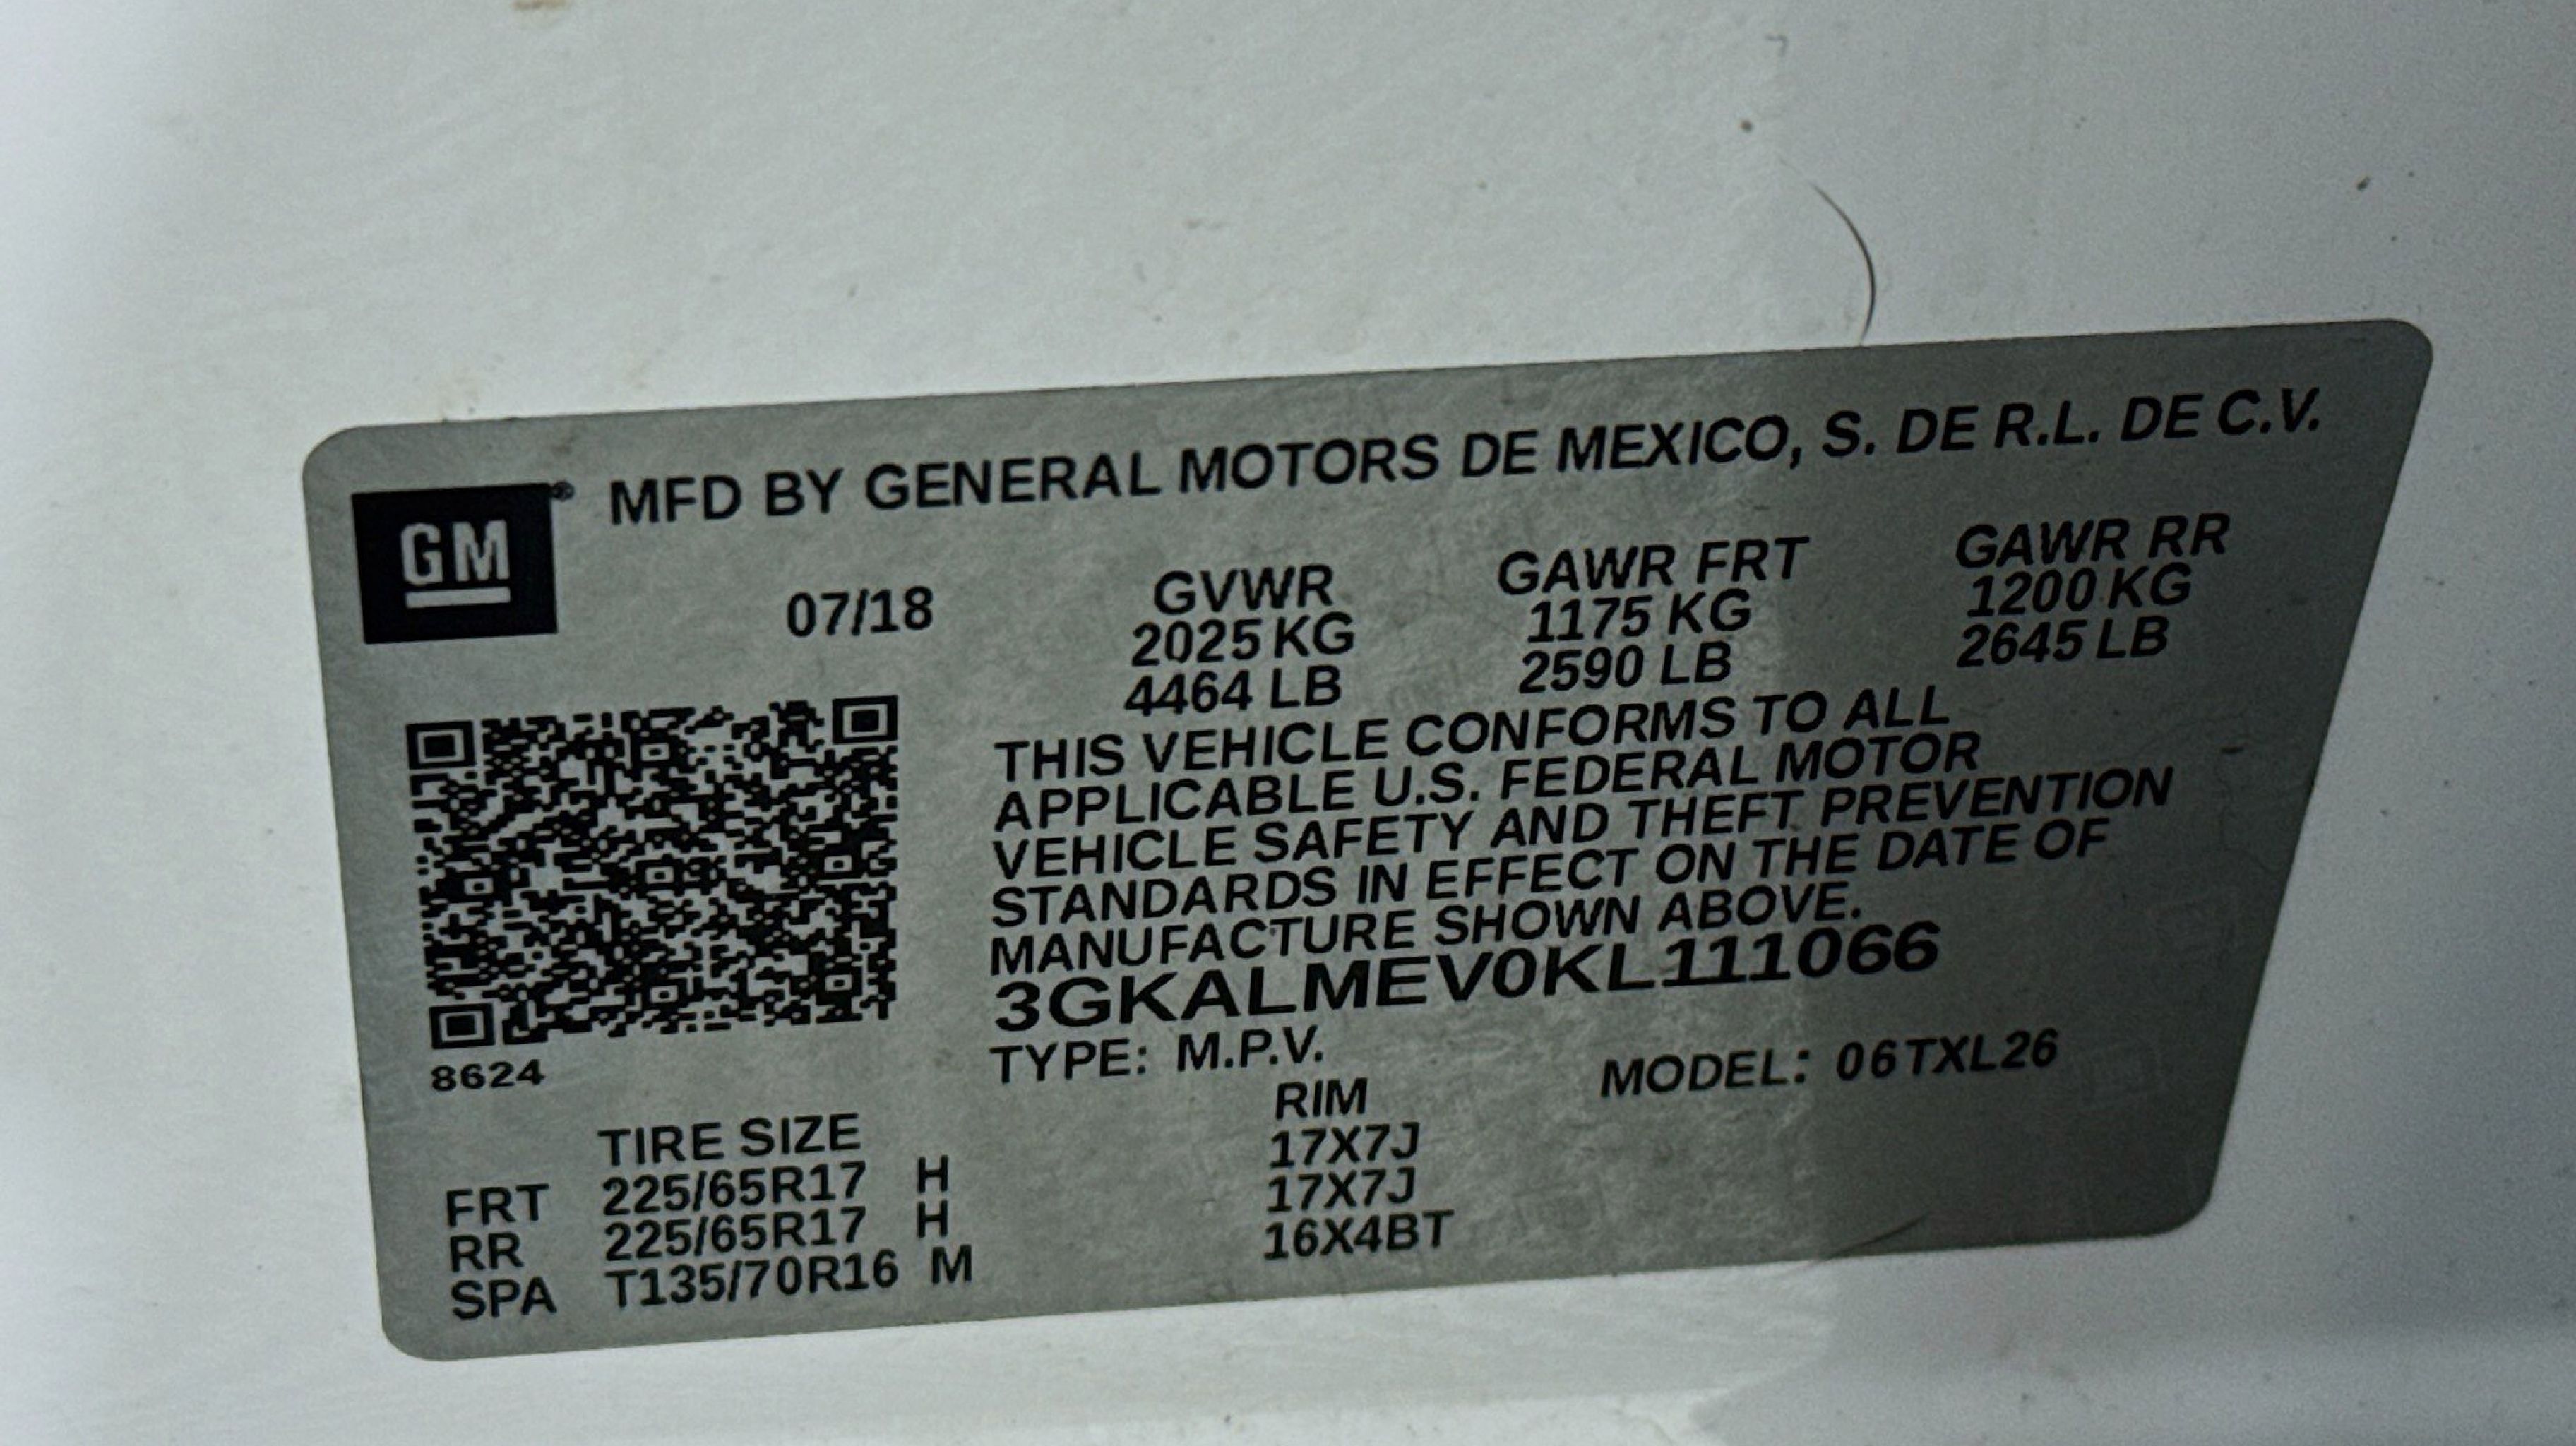 GM® MFD BY GENERAL MOTORS DE MEXICO, S. DE R.L. DE C.V.
07/18 GVWR GAWR FRT GAWR RR
2025 KG 1175 KG 1200 KG
4464 LB 2590 LB 2645 LB
THIS VEHICLE CONFORMS TO ALL
APPLICABLE U.S. FEDERAL MOTOR
VEHICLE SAFETY AND THEFT PREVENTION
STANDARDS IN EFFECT ON THE DATE OF
MANUFACTURE SHOWN ABOVE.
3GKALMEV0KL111066
8624 TYPE: M.P.V. MODEL: 06TXL26
TIRE SIZE RIM
FRT 225/65R17 H 17X7J
RR 225/65R17 H 17X7J
SPA T135/70R16 M 16X4BT